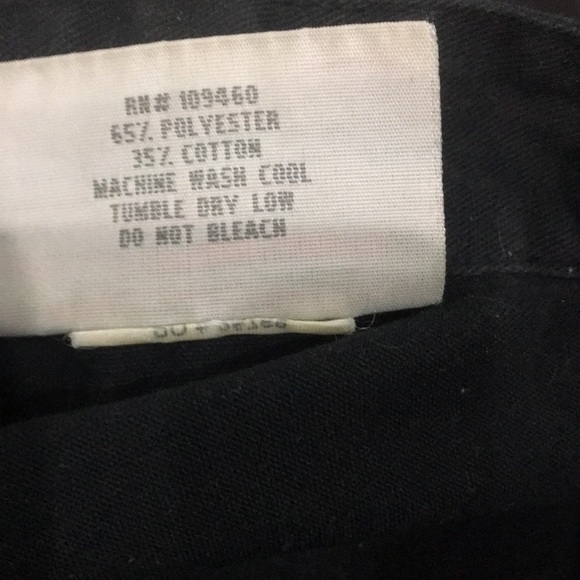 RN# 109460
65% POLYESTER
35% COTTON
MACHINE WASH COOL
TUMBLE DRY LOW
DO NOT BLEACH